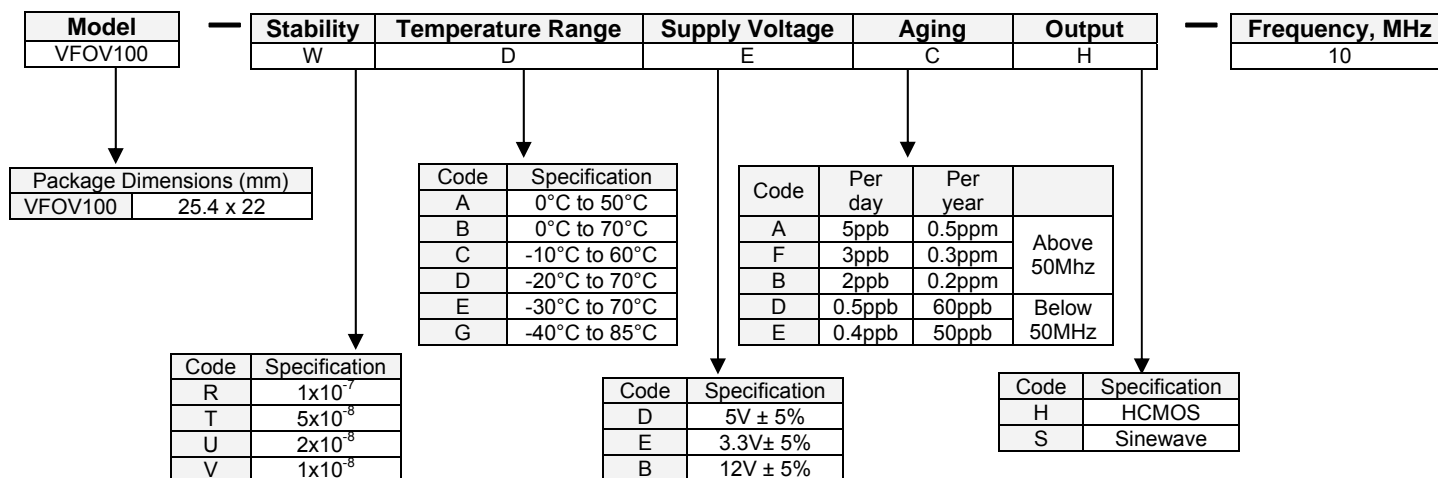 Model — Stability Temperature Range Supply Voltage Aging Output — Frequency, MHz
VFOV100 W D E C H 10
Package Dimensions (mm)
VFOV100 25.4 x 22
Code Specification
A 0°C to 50°C
B 0°C to 70°C
C -10°C to 60°C
D -20°C to 70°C
E -30°C to 70°C
G -40°C to 85°C
Code Per day Per year
A 5ppb 0.5ppm Above 50Mhz
F 3ppb 0.3ppm
B 2ppb 0.2ppm
D 0.5ppb 60ppb Below 50MHz
E 0.4ppb 50ppb
Code Specification
R 1x10⁻⁷
T 5x10⁻⁸
U 2x10⁻⁸
V 1x10⁻⁸
Code Specification
D 5V ± 5%
E 3.3V± 5%
B 12V ± 5%
Code Specification
H HCMOS
S Sinewave